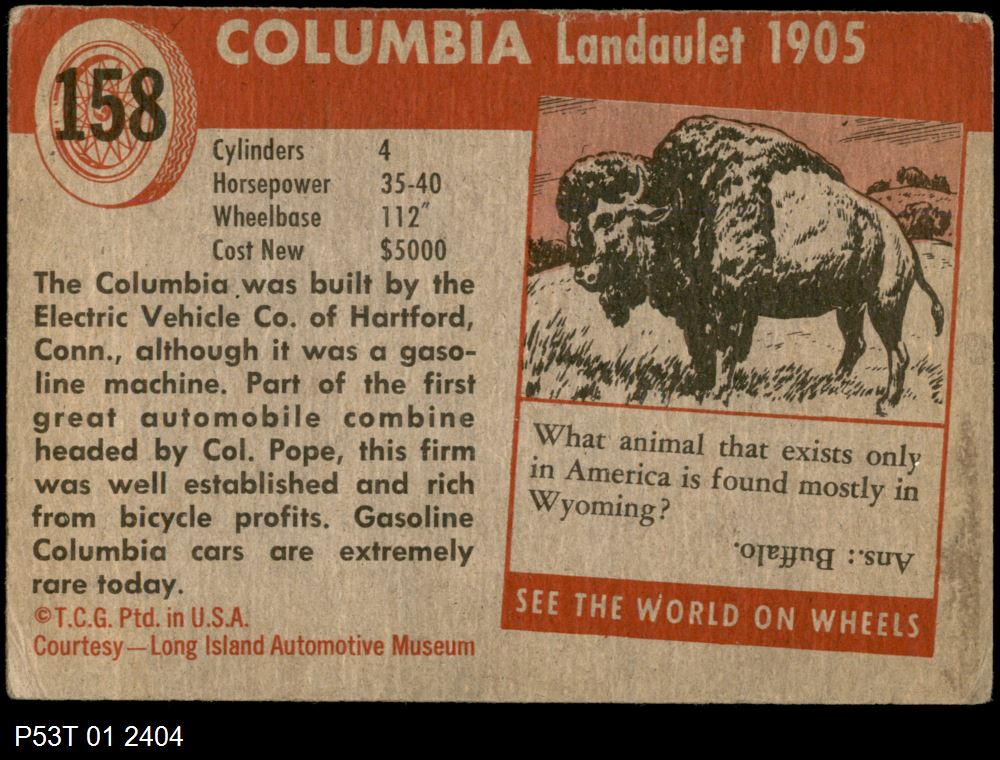 158
COLUMBIA Landaulet 1905
Cylinders 4
Horsepower 35-40
Wheelbase 112"
Cost New $5000
The Columbia was built by the
Electric Vehicle Co. of Hartford,
Conn., although it was a gaso-
line machine. Part of the first
great automobile combine
headed by Col. Pope, this firm
was well established and rich
from bicycle profits. Gasoline
Columbia cars are extremely
rare today.
©T.C.G. Ptd. in U.S.A.
Courtesy—Long Island Automotive Museum
What animal that exists only
in America is found mostly in
Wyoming?
Ans.: Buffalo.
SEE THE WORLD ON WHEELS
P53T 01 2404